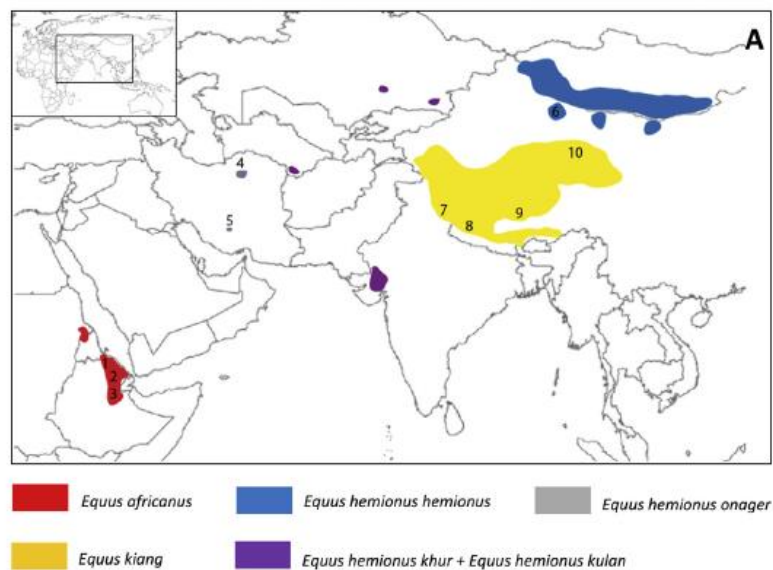 A
4
6
10
5
7
9
8
1
2
3
Equus africanus
Equus hemionus hemionus
Equus hemionus onager
Equus kiang
Equus hemionus khur + Equus hemionus kulan